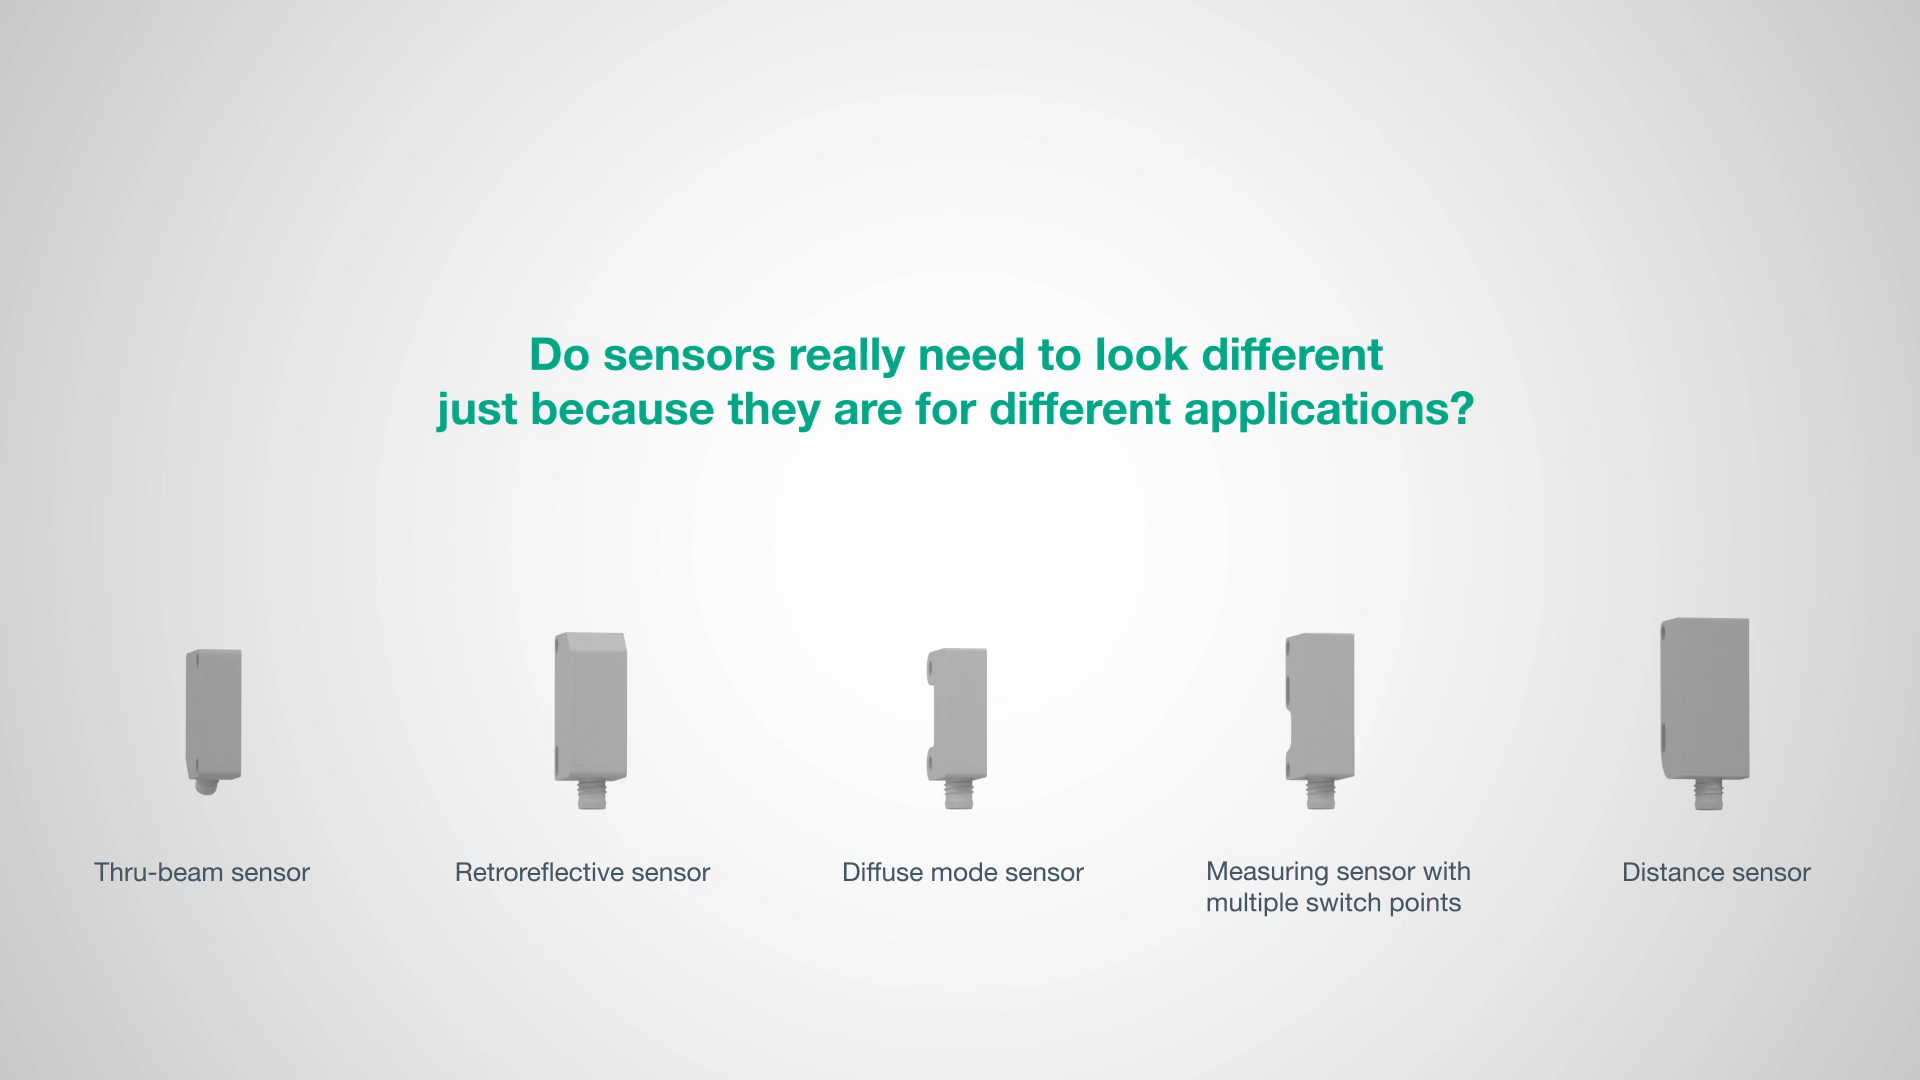 Do sensors really need to look different
just because they are for different applications?
Thru-beam sensor
Retroreflective sensor
Diffuse mode sensor
Measuring sensor with
multiple switch points
Distance sensor